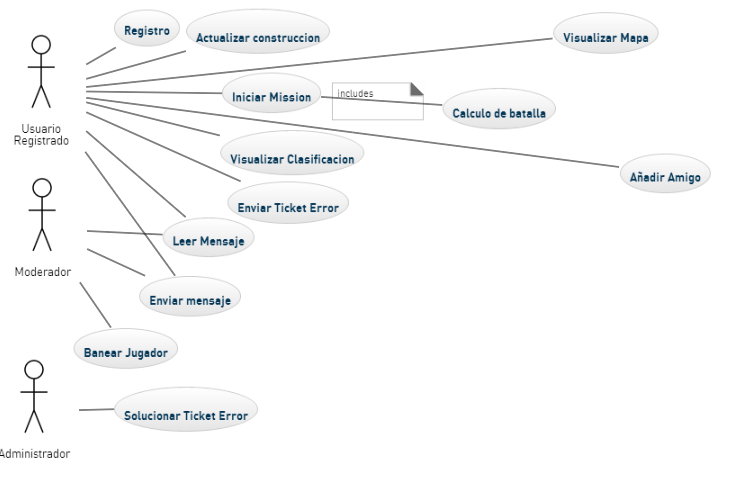 Registro
Actualizar construccion
Visualizar Mapa
Usuario
Registrado
Iniciar Mission
includes
Calculo de batalla
Visualizar Clasificacion
Añadir Amigo
Enviar Ticket Error
Leer Mensaje
Moderador
Enviar mensaje
Banear Jugador
Solucionar Ticket Error
Administrador